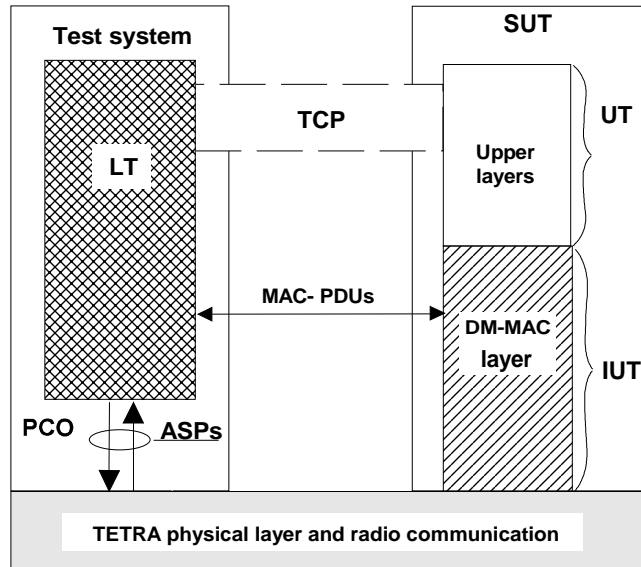 Test system
SUT
TCP
UT
LT
Upper
layers
MAC- PDUs
DM-MAC
layer
IUT
PCO
ASPs
TETRA physical layer and radio communication